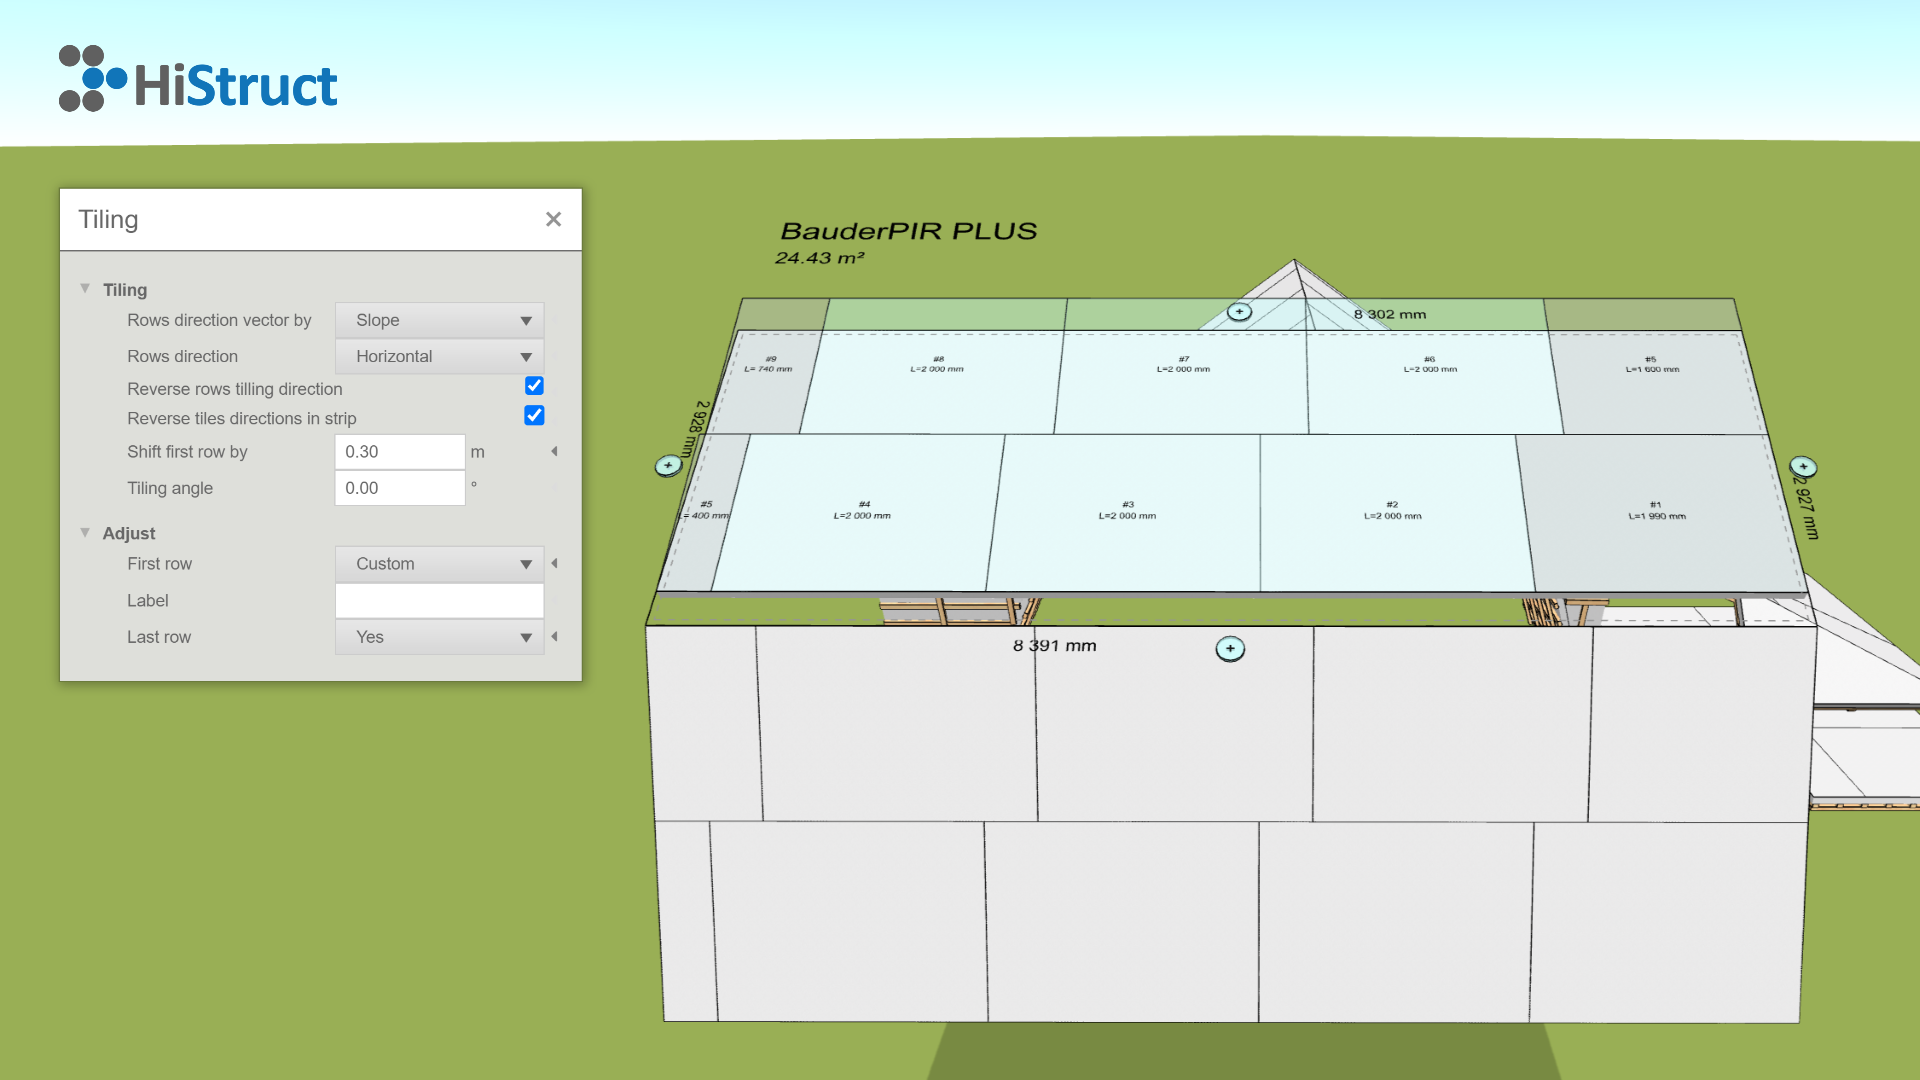 HiStruct
Tiling
Tiling
Rows direction vector by Slope
Rows direction Horizontal
Reverse rows tilling direction
Reverse tiles directions in strip
Shift first row by 0.30 m
Tiling angle 0.00 °
Adjust
First row Custom
Label
Last row Yes
BauderPIR PLUS
24.43 m²
8 302 mm
#9
L= 740 mm
#8
L=2 000 mm
#7
L=2 000 mm
#6
L=2 000 mm
#5
L=1 600 mm
2 928 mm
#5
L= 400 mm
#4
L=2 000 mm
#3
L=2 000 mm
#2
L=2 000 mm
#1
L=1 990 mm
2 927 mm
8 391 mm